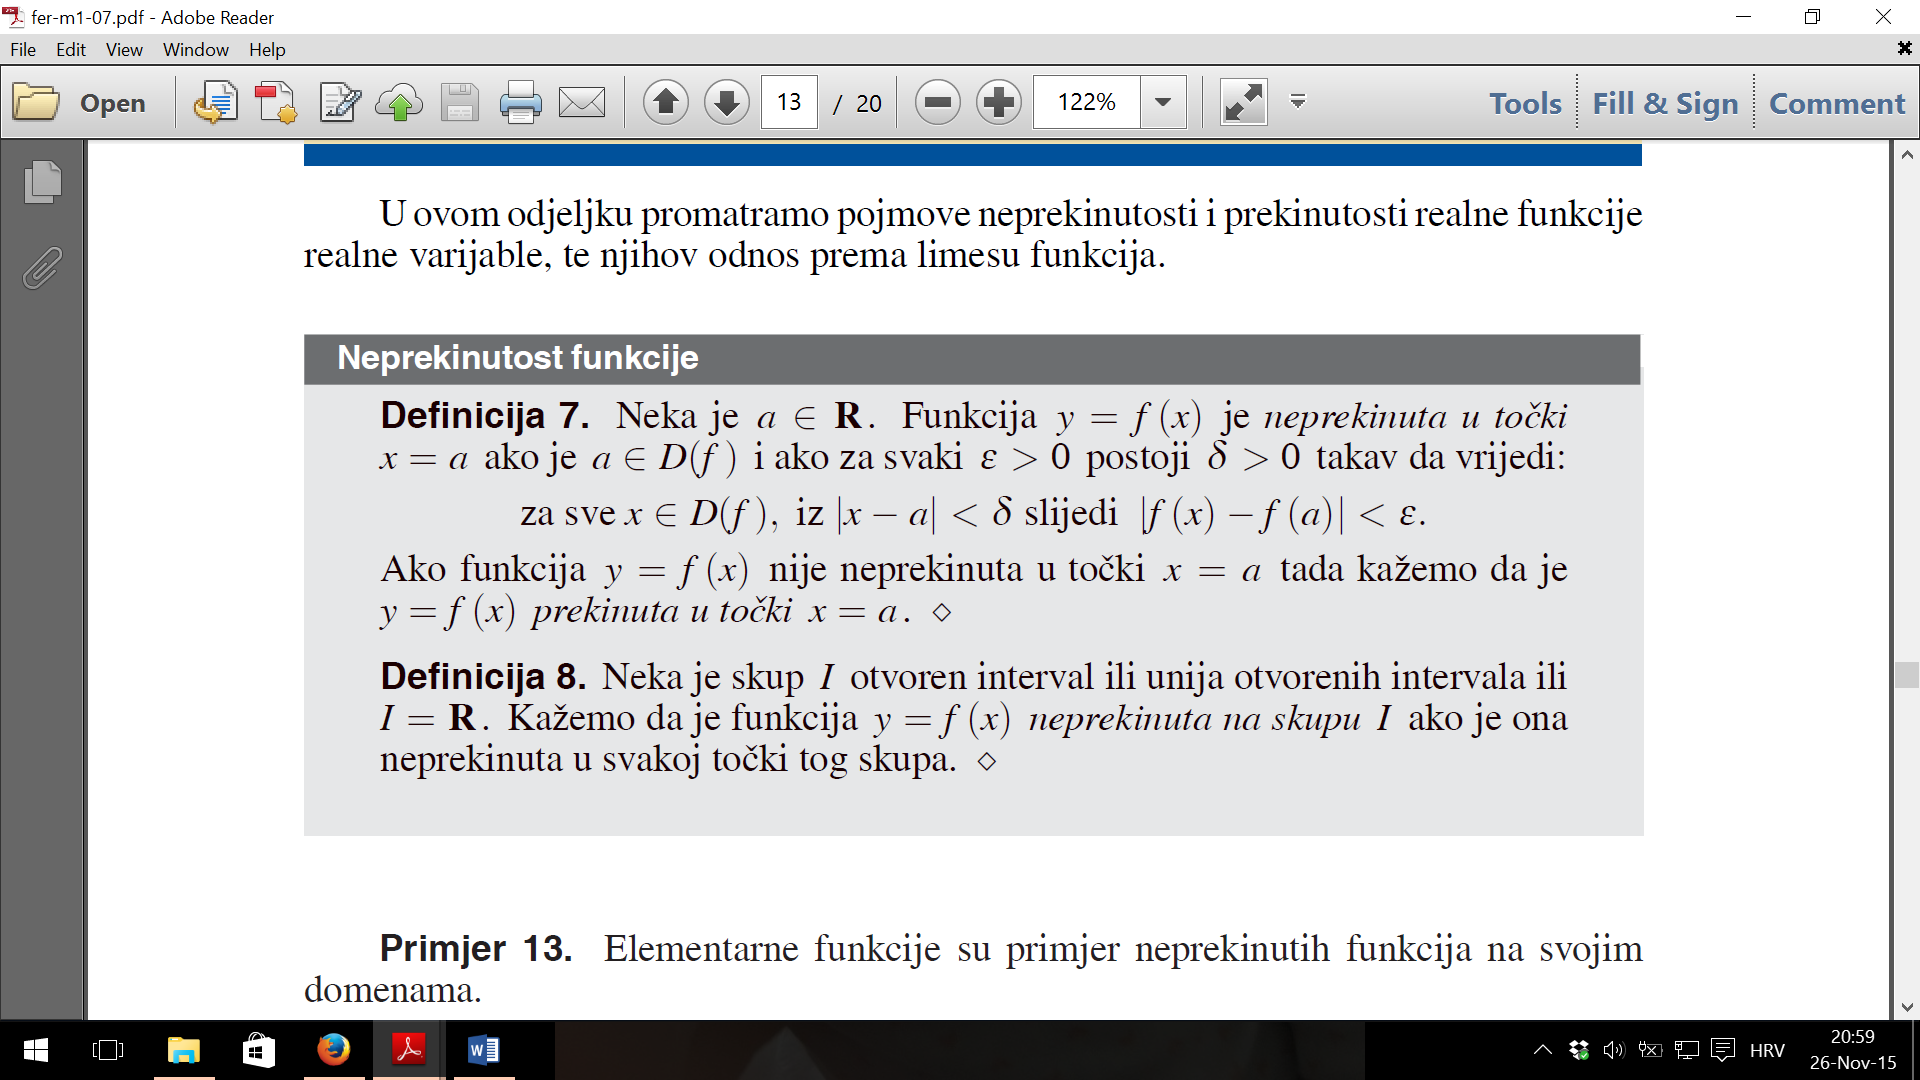 fer-m1-07.pdf - Adobe Reader
File Edit View Window Help
Open 13 / 20 122% Tools Fill & Sign Comment
U ovom odjeljku promatramo pojmove neprekinutosti i prekinutosti realne funkcije
realne varijable, te njihov odnos prema limesu funkcija.
Neprekinutost funkcije
Definicija 7. Neka je a ∈ R. Funkcija y = f (x) je neprekinuta u točki
x = a ako je a ∈ D(f ) i ako za svaki ε > 0 postoji δ > 0 takav da vrijedi:
za sve x ∈ D(f ), iz |x − a| < δ slijedi |f (x) − f (a)| < ε.
Ako funkcija y = f (x) nije neprekinuta u točki x = a tada kažemo da je
y = f (x) prekinuta u točki x = a. ◇
Definicija 8. Neka je skup I otvoren interval ili unija otvorenih intervala ili
I = R. Kažemo da je funkcija y = f (x) neprekinuta na skupu I ako je ona
neprekinuta u svakoj točki tog skupa. ◇
Primjer 13. Elementarne funkcije su primjer neprekinutih funkcija na svojim
domenama.
HRV
20:59
26-Nov-15